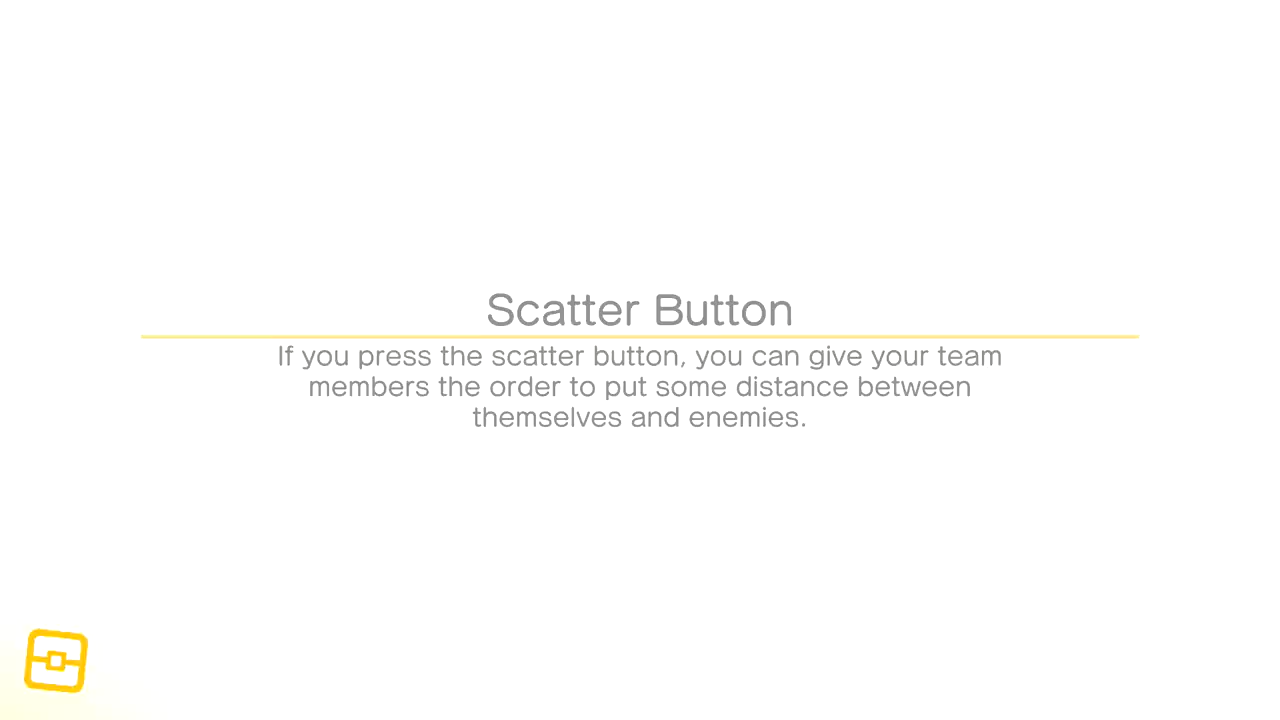 Scatter Button
If you press the scatter button, you can give your team
members the order to put some distance between
themselves and enemies.